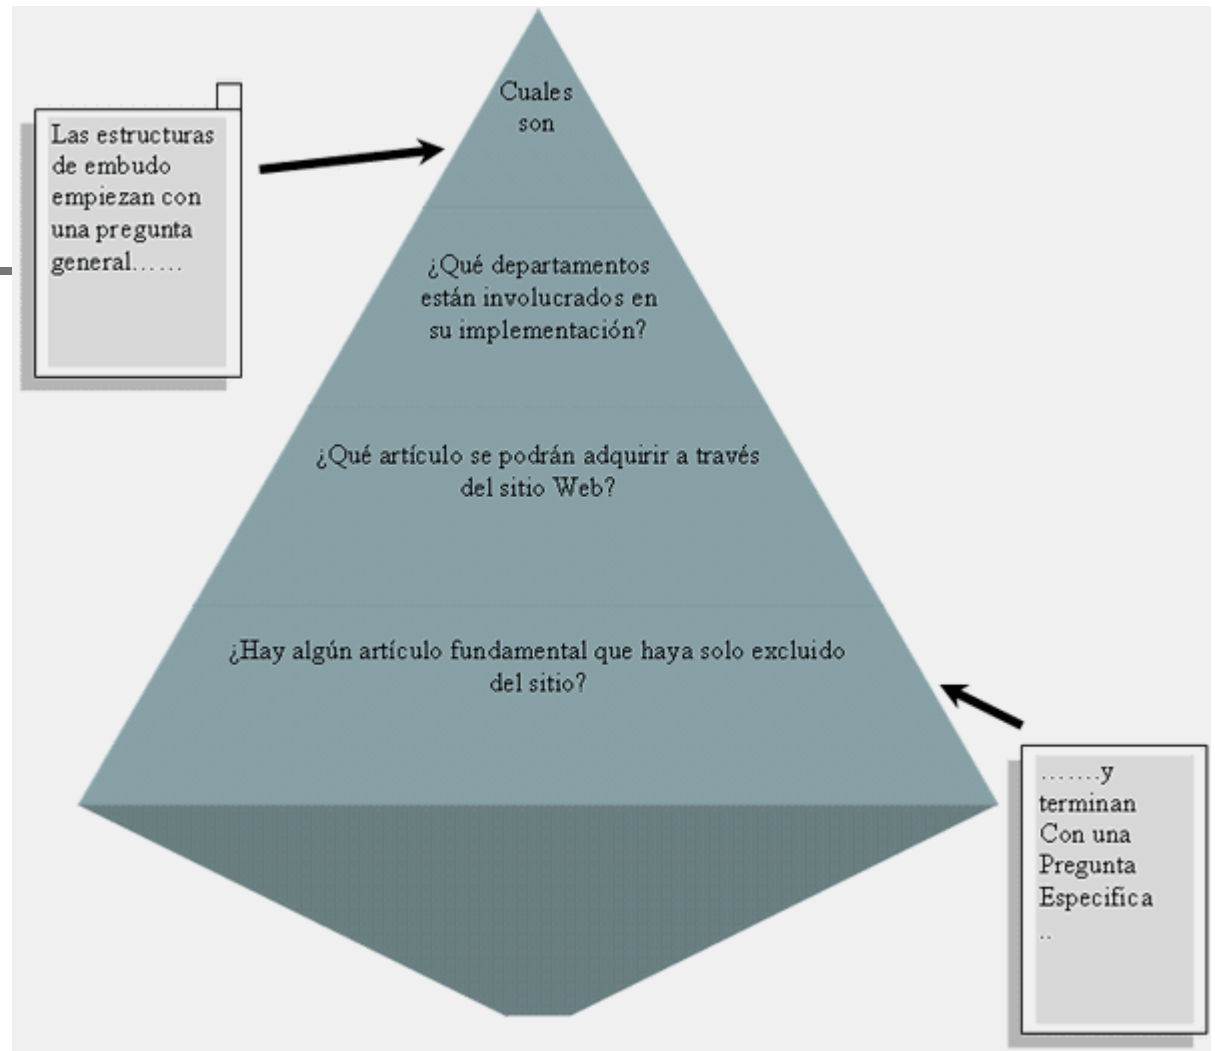 Las estructuras
de embudo
empiezan con
una pregunta
general……
Cuales
son
¿Qué departamentos
están involucrados en
su implementación?
¿Qué artículo se podrán adquirir a través
del sitio Web?
¿Hay algún artículo fundamental que haya solo excluido
del sitio?
…….y
terminan
Con una
Pregunta
Especifica
..